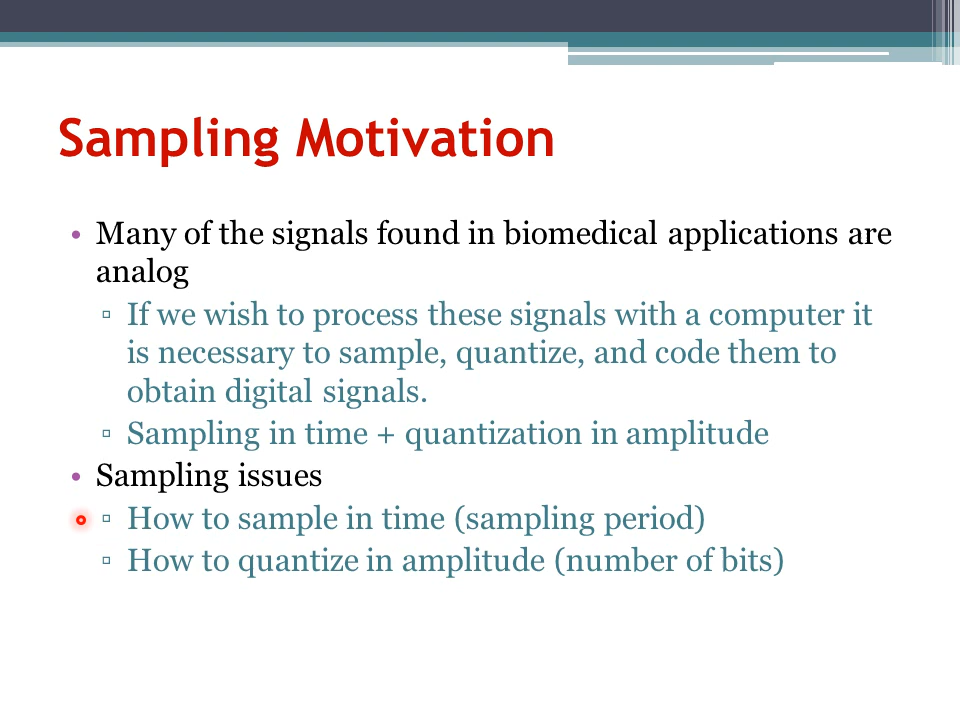 Sampling Motivation
• Many of the signals found in biomedical applications are
analog
▫ If we wish to process these signals with a computer it
is necessary to sample, quantize, and code them to
obtain digital signals.
▫ Sampling in time + quantization in amplitude
• Sampling issues
▫ How to sample in time (sampling period)
▫ How to quantize in amplitude (number of bits)